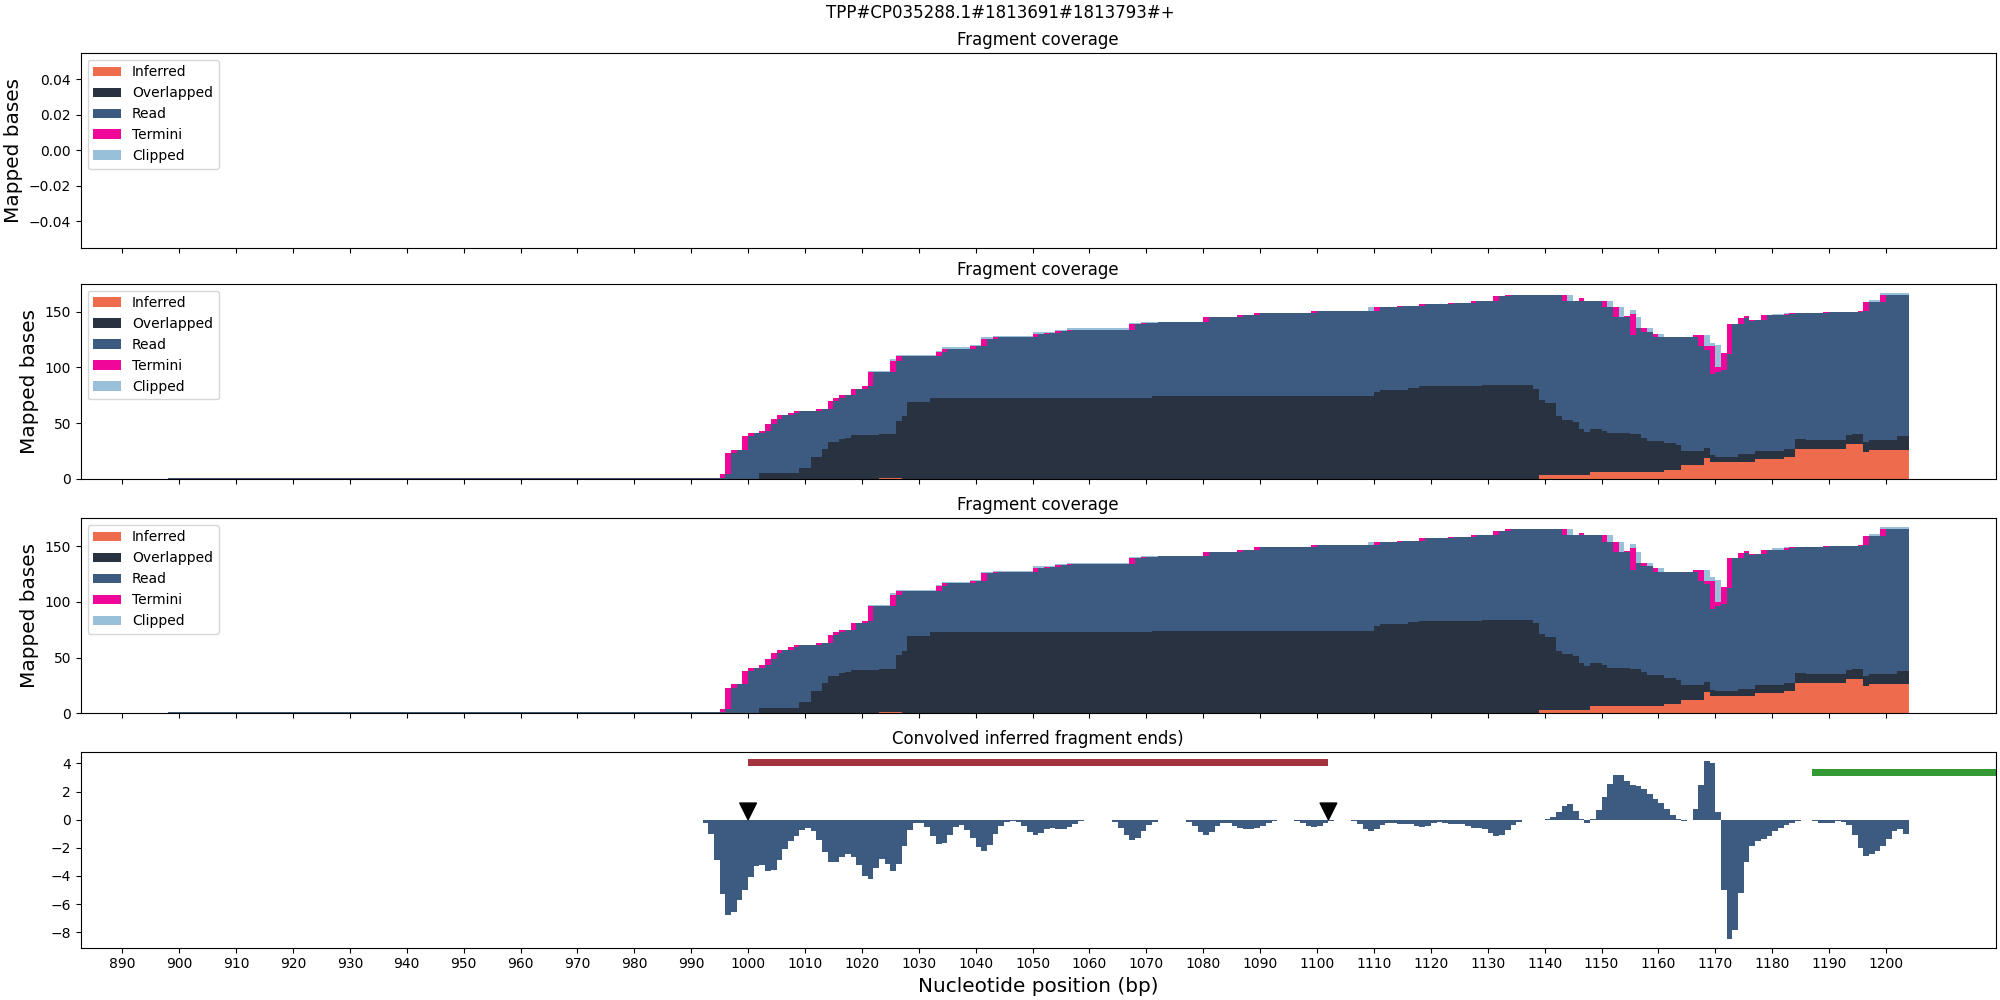 TPP#CP035288.1#1813691#1813793#+
Fragment coverage
Mapped bases
0.04
0.02
0.00
−0.02
−0.04
Inferred
Overlapped
Read
Termini
Clipped
Fragment coverage
Mapped bases
150
100
50
0
Inferred
Overlapped
Read
Termini
Clipped
Fragment coverage
Mapped bases
150
100
50
0
Inferred
Overlapped
Read
Termini
Clipped
Convolved inferred fragment ends)
4
2
0
−2
−4
−6
−8
890 900 910 920 930 940 950 960 970 980 990 1000 1010 1020 1030 1040 1050 1060 1070 1080 1090 1100 1110 1120 1130 1140 1150 1160 1170 1180 1190 1200
Nucleotide position (bp)